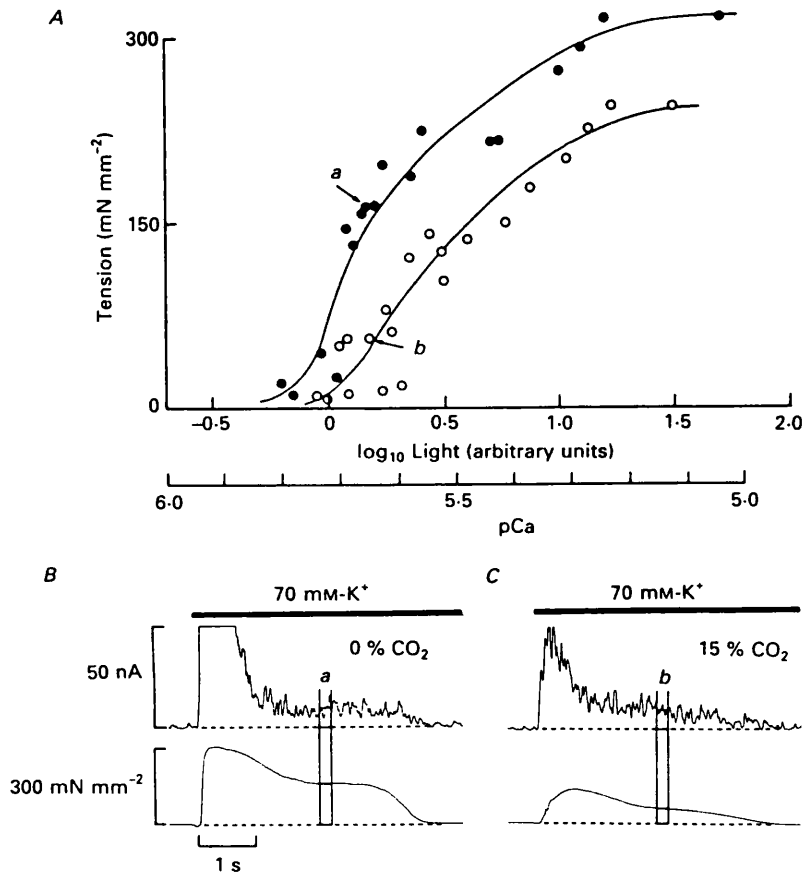 A
300
150
0
Tension (mN mm⁻²)
a
b
−0·5 0 0·5 1·0 1·5 2·0
log₁₀ Light (arbitrary units)
6·0 5·5 5·0
pCa
B
70 mM-K⁺
0 % CO₂
a
50 nA
300 mN mm⁻²
1 s
C
70 mM-K⁺
15 % CO₂
b